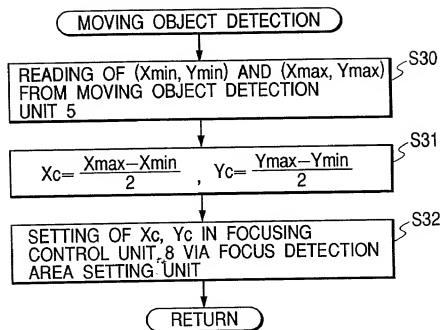 MOVING OBJECT DETECTION
S30
READING OF (Xmin, Ymin) AND (Xmax, Ymax)
FROM MOVING OBJECT DETECTION
UNIT 5
S31
Xc= Xmax-Xmin / 2 , Yc= Ymax-Ymin / 2
S32
SETTING OF Xc, Yc IN FOCUSING
CONTROL UNIT 8 VIA FOCUS DETECTION
AREA SETTING UNIT
RETURN